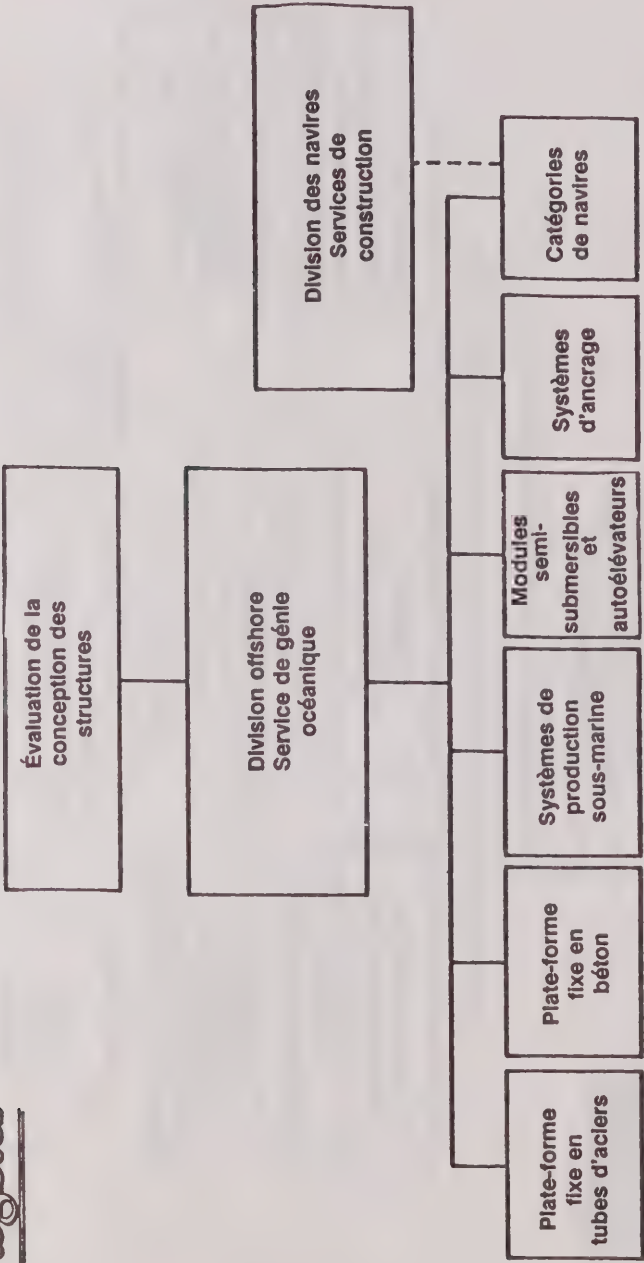 Évaluation de la
conception des
structures
Division offshore
Service de génie
océanique
Division des navires
Services de
construction
Plate-forme
fixe en
tubes d'aciers
Plate-forme
fixe en
béton
Systèmes de
production
sous-marine
Modules
semi-
submersibles
et
autoélévateurs
Systèmes
d'ancrage
Catégories
de navires